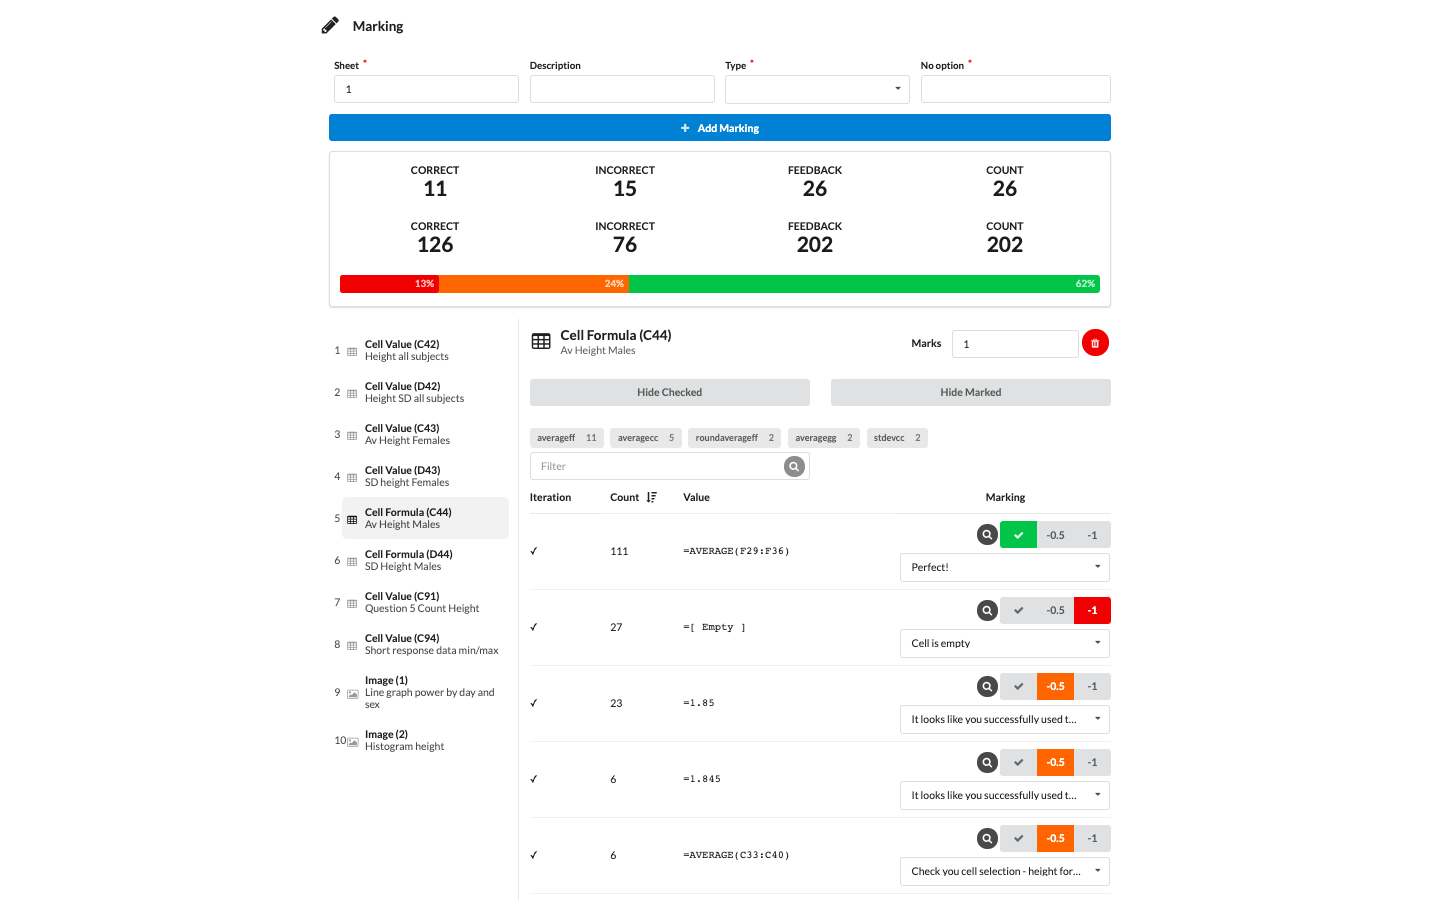 Marking
Sheet *
Description
Type *
No option *
1
+ Add Marking
CORRECT INCORRECT FEEDBACK COUNT
11 15 26 26
CORRECT INCORRECT FEEDBACK COUNT
126 76 202 202
13% 24% 62%
1 Cell Value (C42)
Height all subjects
2 Cell Value (D42)
Height SD all subjects
3 Cell Value (C43)
Av Height Females
4 Cell Value (D43)
SD height Females
5 Cell Formula (C44)
Av Height Males
6 Cell Formula (D44)
SD Height Males
7 Cell Value (C91)
Question 5 Count Height
8 Cell Value (C94)
Short response data min/max
9 Image (1)
Line graph power by day and
sex
10 Image (2)
Histogram height
Cell Formula (C44)
Av Height Males
Marks 1
Hide Checked Hide Marked
averageff 11 averagecc 5 roundaverageff 2 averagegg 2 stdevcc 2
Filter
Iteration Count Value Marking
✓ 111 =AVERAGE(F29:F36) ✓ -0.5 -1
Perfect!
✓ 27 =[ Empty ] ✓ -0.5 -1
Cell is empty
✓ 23 =1.85 ✓ -0.5 -1
It looks like you successfully used t...
✓ 6 =1.845 ✓ -0.5 -1
It looks like you successfully used t...
✓ 6 =AVERAGE(C33:C40) ✓ -0.5 -1
Check you cell selection - height for...